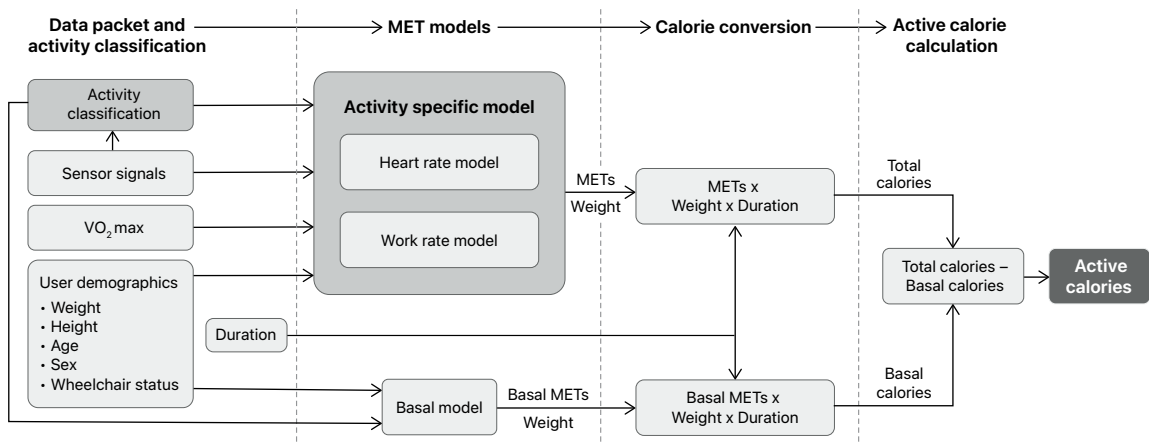 Data packet and
activity classification
MET models
Calorie conversion
Active calorie
calculation
Activity
classification
Sensor signals
VO₂ max
User demographics
• Weight
• Height
• Age
• Sex
• Wheelchair status
Duration
Activity specific model
Heart rate model
Work rate model
Basal model
METs
Weight
Basal METs
Weight
METs x
Weight x Duration
Basal METs x
Weight x Duration
Total
calories
Basal
calories
Total calories –
Basal calories
Active
calories